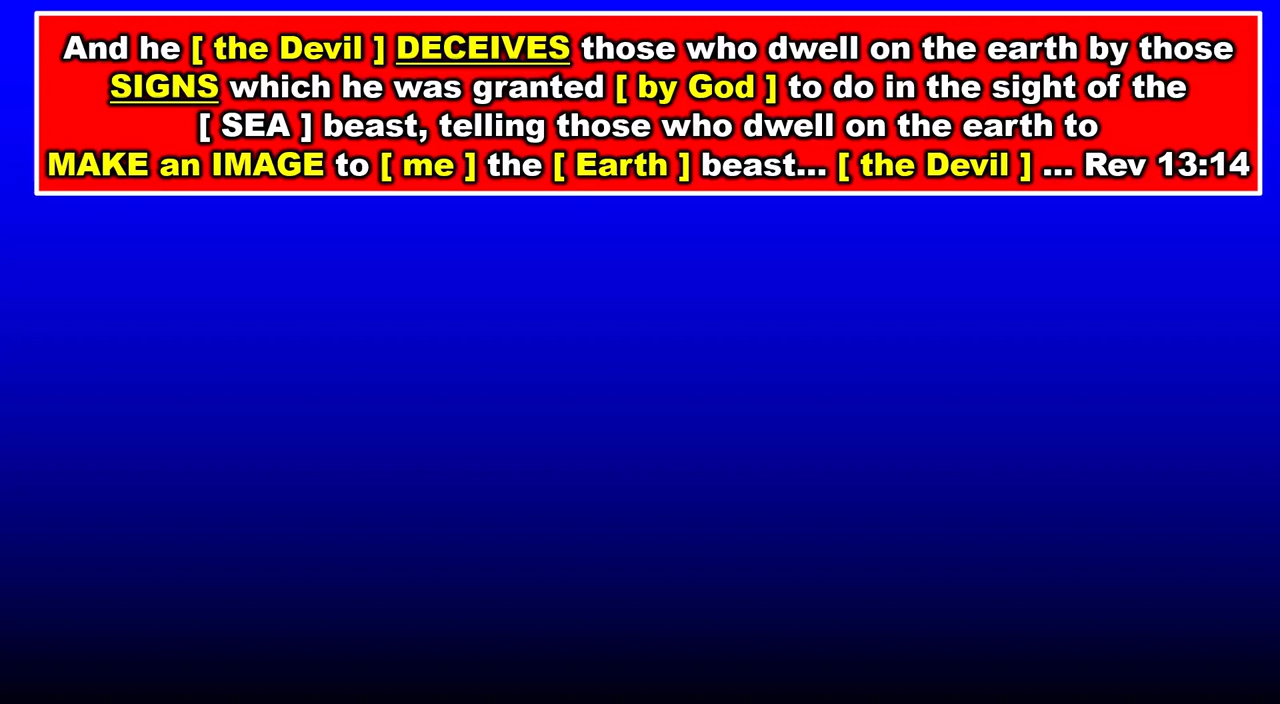 And he [ the Devil ] DECEIVES those who dwell on the earth by those
SIGNS which he was granted [ by God ] to do in the sight of the
[ SEA ] beast, telling those who dwell on the earth to
MAKE an IMAGE to [ me ] the [ Earth ] beast... [ the Devil ] ... Rev 13:14